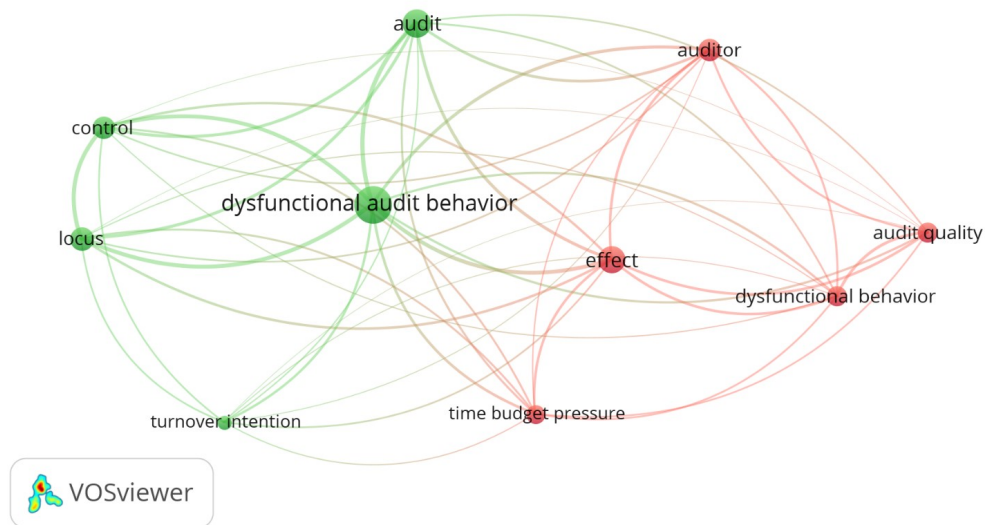 audit
auditor
control
dysfunctional audit behavior
locus
audit quality
effect
dysfunctional behavior
turnover intention
time budget pressure
VOSviewer